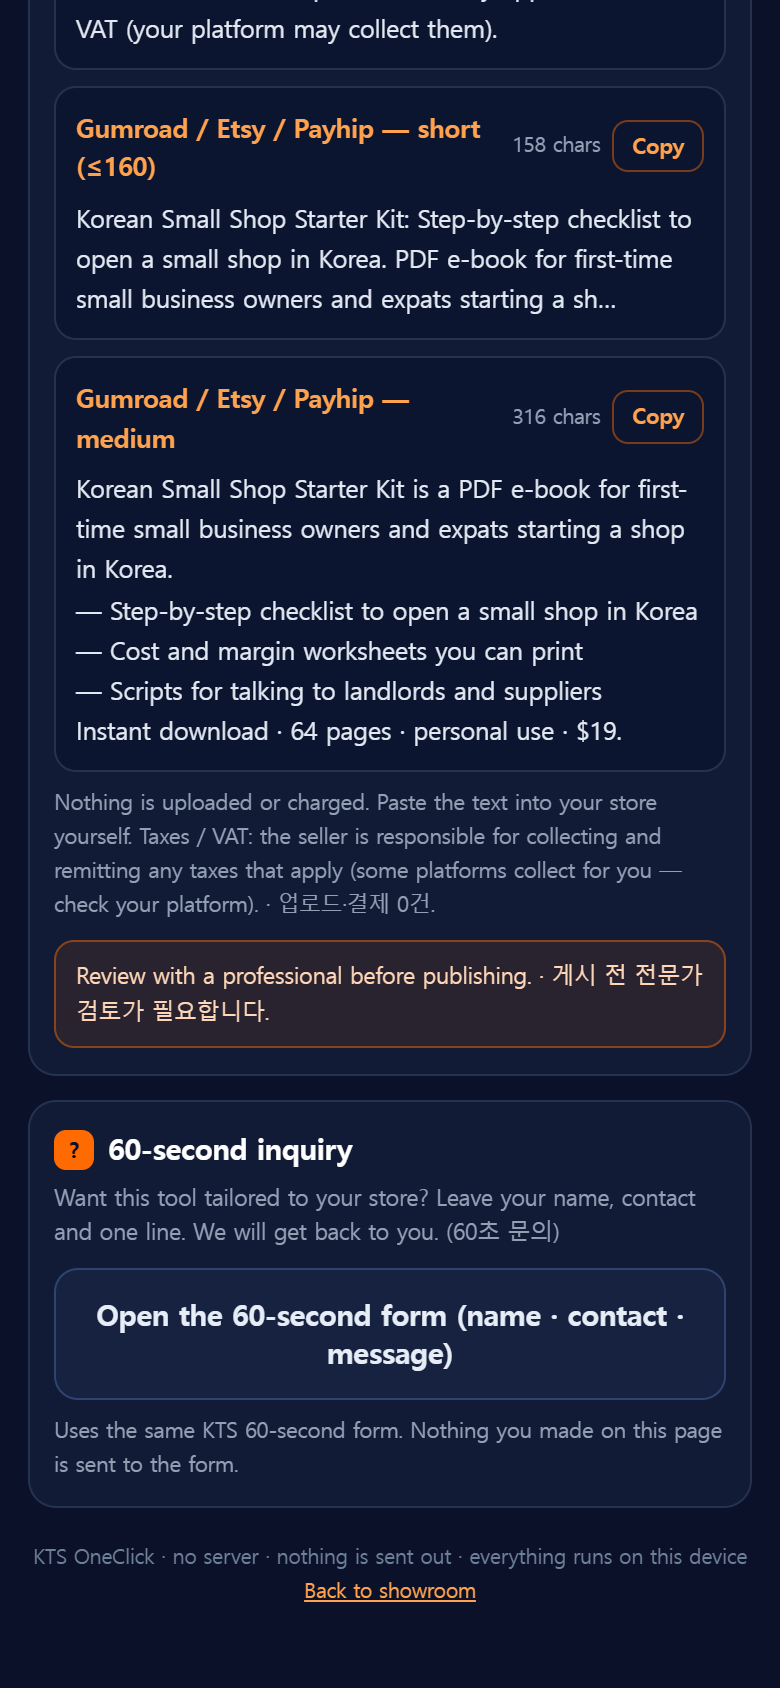 VAT (your platform may collect them).
Gumroad / Etsy / Payhip — short
(≤160)
158 chars
Copy
Korean Small Shop Starter Kit: Step-by-step checklist to
open a small shop in Korea. PDF e-book for first-time
small business owners and expats starting a sh...
Gumroad / Etsy / Payhip —
medium
316 chars
Copy
Korean Small Shop Starter Kit is a PDF e-book for first-
time small business owners and expats starting a shop
in Korea.
— Step-by-step checklist to open a small shop in Korea
— Cost and margin worksheets you can print
— Scripts for talking to landlords and suppliers
Instant download · 64 pages · personal use · $19.
Nothing is uploaded or charged. Paste the text into your store
yourself. Taxes / VAT: the seller is responsible for collecting and
remitting any taxes that apply (some platforms collect for you —
check your platform). · 업로드·결제 0건.
Review with a professional before publishing. · 게시 전 전문가
검토가 필요합니다.
?
60-second inquiry
Want this tool tailored to your store? Leave your name, contact
and one line. We will get back to you. (60초 문의)
Open the 60-second form (name · contact ·
message)
Uses the same KTS 60-second form. Nothing you made on this page
is sent to the form.
KTS OneClick · no server · nothing is sent out · everything runs on this device
Back to showroom